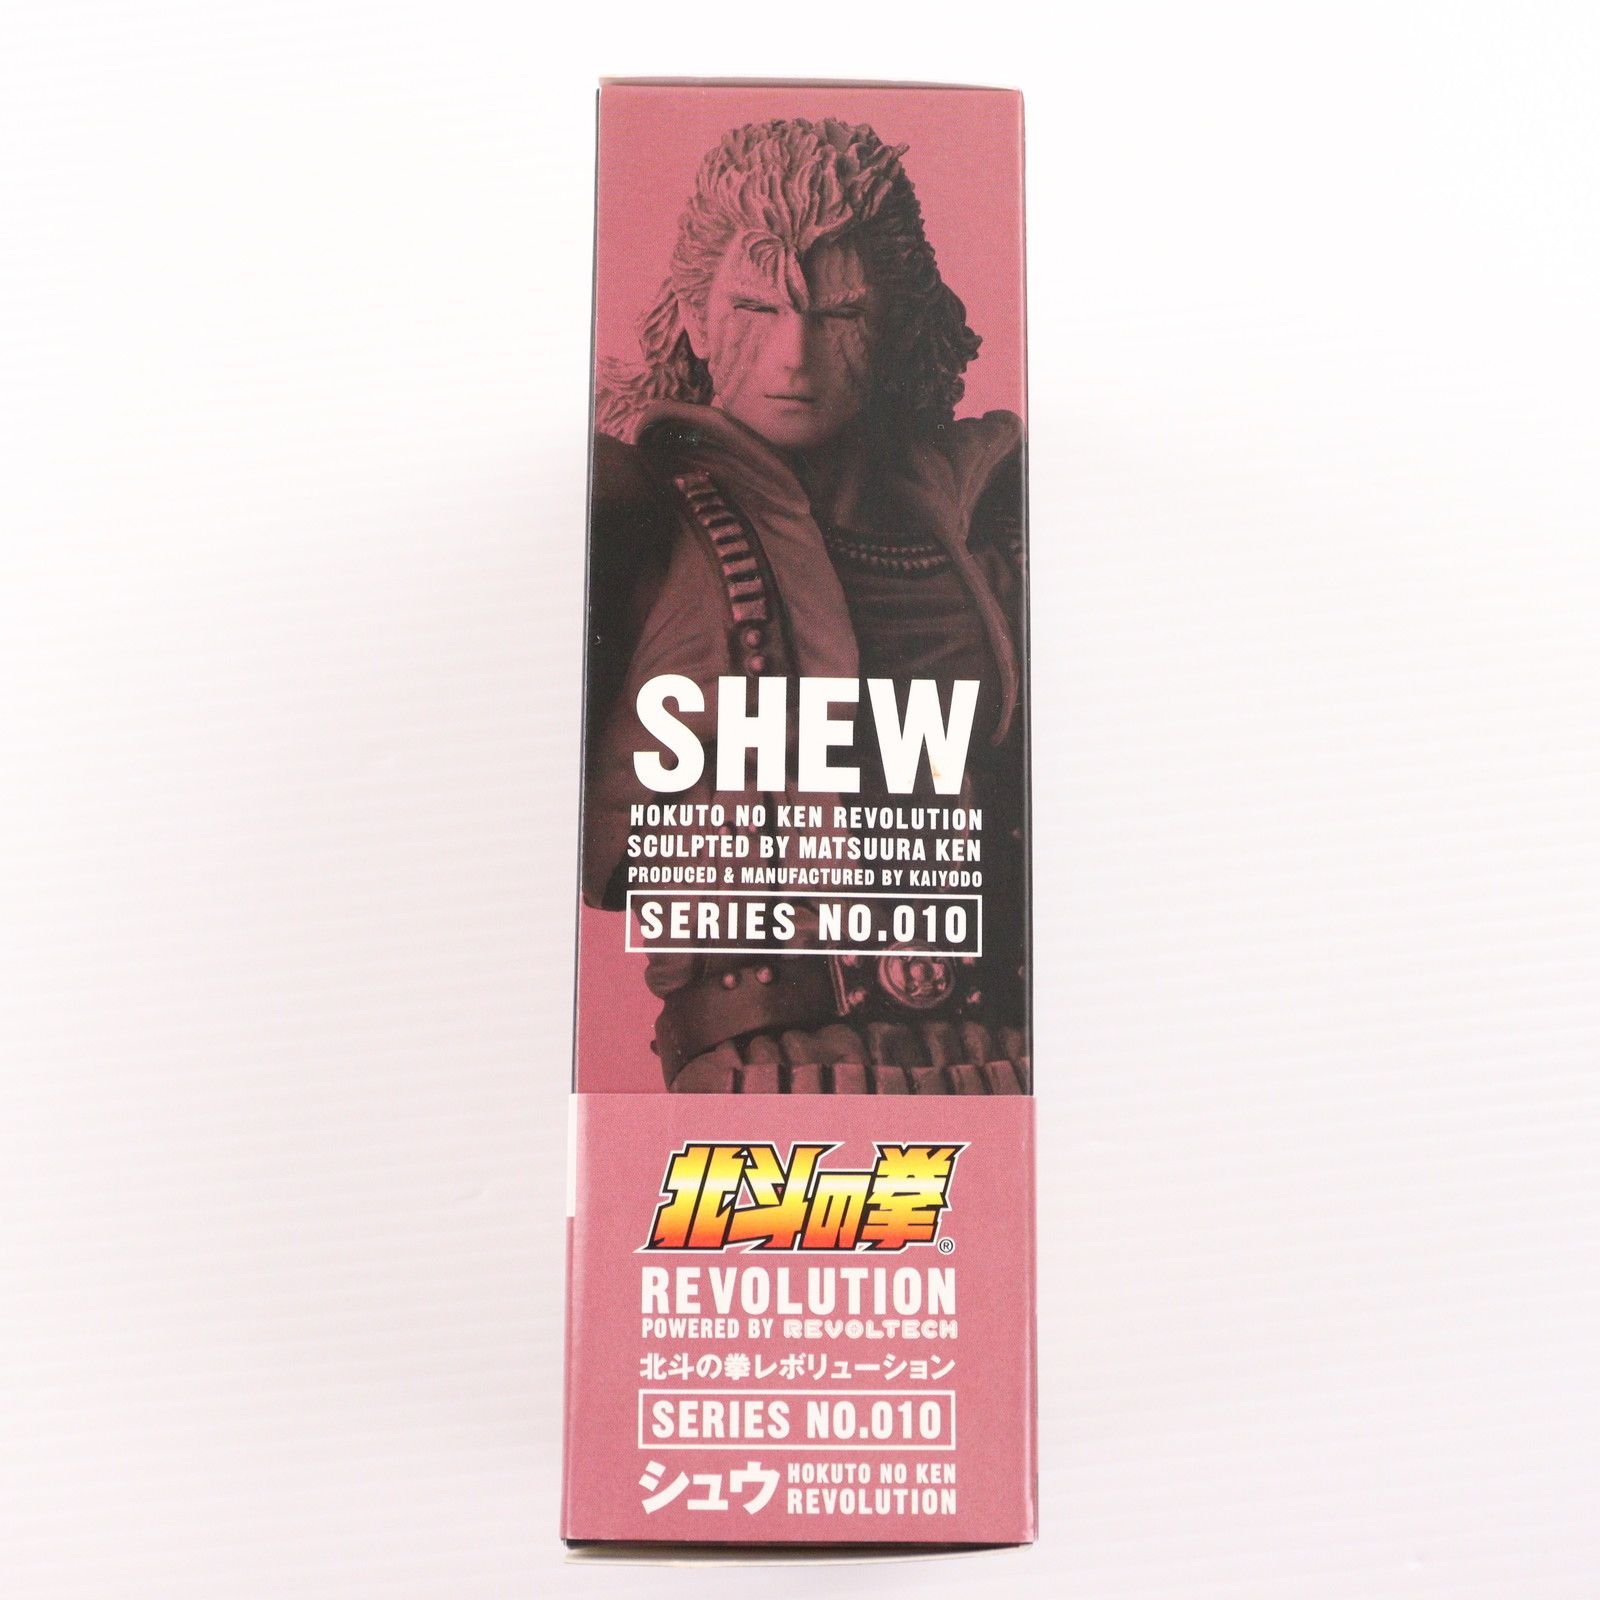 SHEW
HOKUTO NO KEN REVOLUTION
SCULPTED BY MATSUURA KEN
PRODUCED & MANUFACTURED BY KAIYODO
SERIES NO.010
北斗の拳®
REVOLUTION
POWERED BY REVOLTECH
北斗の拳レボリューション
SERIES NO.010
シュウ HOKUTO NO KEN
REVOLUTION